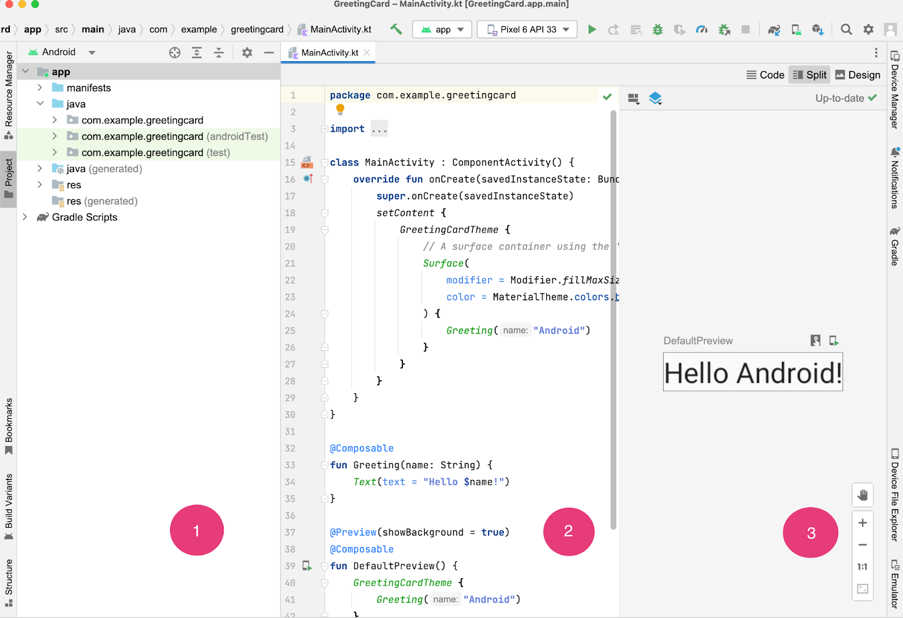 GreetingCard – MainActivity.kt [GreetingCard.app.main]
rd app src main java com example greetingcard MainActivity.kt app Pixel 6 API 33
Android
MainActivity.kt
Code Split Design
Up-to-date
Resource Manager
Project
Bookmarks
Build Variants
Structure
app
manifests
java
com.example.greetingcard
com.example.greetingcard (androidTest)
com.example.greetingcard (test)
java (generated)
res
res (generated)
Gradle Scripts
1
1 package com.example.greetingcard
2
3 import ...
14
15 class MainActivity : ComponentActivity() {
16 override fun onCreate(savedInstanceState: Bund
17 super.onCreate(savedInstanceState)
18 setContent {
19 GreetingCardTheme {
20 // A surface container using the '
21 Surface(
22 modifier = Modifier.fillMaxSiz
23 color = MaterialTheme.colors.b
24 ) {
25 Greeting( name: "Android")
26 }
27 }
28 }
29 }
30 }
31
32 @Composable
33 fun Greeting(name: String) {
34 Text(text = "Hello $name!")
35 }
36
37 @Preview(showBackground = true)
38 @Composable
39 fun DefaultPreview() {
40 GreetingCardTheme {
41 Greeting( name: "Android")
42 }
2
DefaultPreview
Hello Android!
3
1:1
Device Manager
Notifications
Gradle
Device File Explorer
Emulator